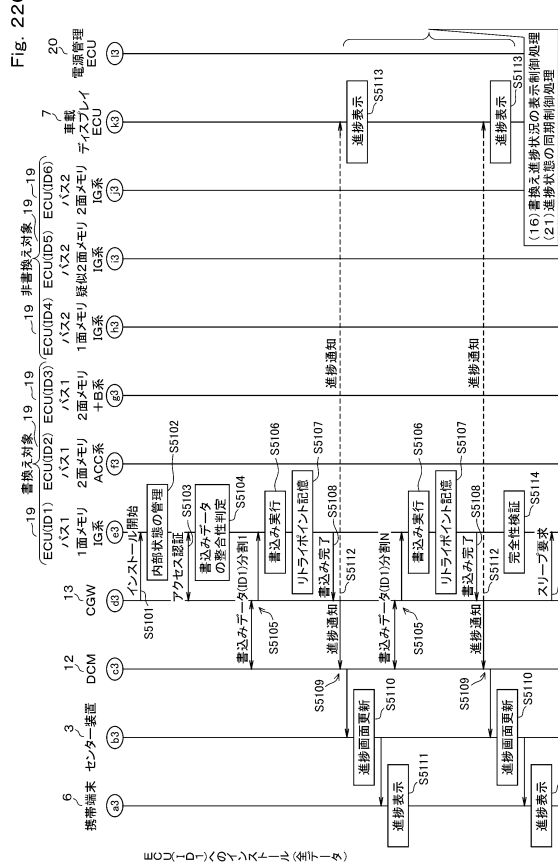 Fig. 220
6
携帯端末
a3
3
センター装置
b3
12
DCM
c3
13
CGW
d3
書換え対象
19
ECU(ID1)
バス1
1面メモリ
IG系
e3
19
ECU(ID2)
バス1
2面メモリ
ACC系
f3
19
ECU(ID3)
バス1
2面メモリ
+B系
g3
非書換え対象
19
ECU(ID4)
バス2
1面メモリ
IG系
h3
19
ECU(ID5)
バス2
疑似2面メモリ
IG系
i3
19
ECU(ID6)
バス2
2面メモリ
IG系
j3
7
車載
ディスプレイ
ECU
k3
20
電源管理
ECU
l3
ECU(ID1)へのインストール(全データ)
インストール開始
S5101
内部状態の管理
S5102
アクセス認証
S5103
書込みデータ
の整合性判定
S5104
書込みデータ(ID1)分割1
S5105
書込み実行
S5106
リトライポイント記憶
S5107
書込み完了
S5108
進捗通知
S5109
S5112
進捗通知
進捗画面更新
S5110
進捗表示
S5111
進捗表示
S5113
書込みデータ(ID1)分割N
S5105
書込み実行
S5106
リトライポイント記憶
S5107
書込み完了
S5108
進捗通知
S5109
S5112
進捗通知
進捗画面更新
S5110
進捗表示
進捗表示
S5113
完全性検証
S5114
スリープ要求
(16)書換え進捗状況の表示制御処理
(21)進捗状態の同期制御処理